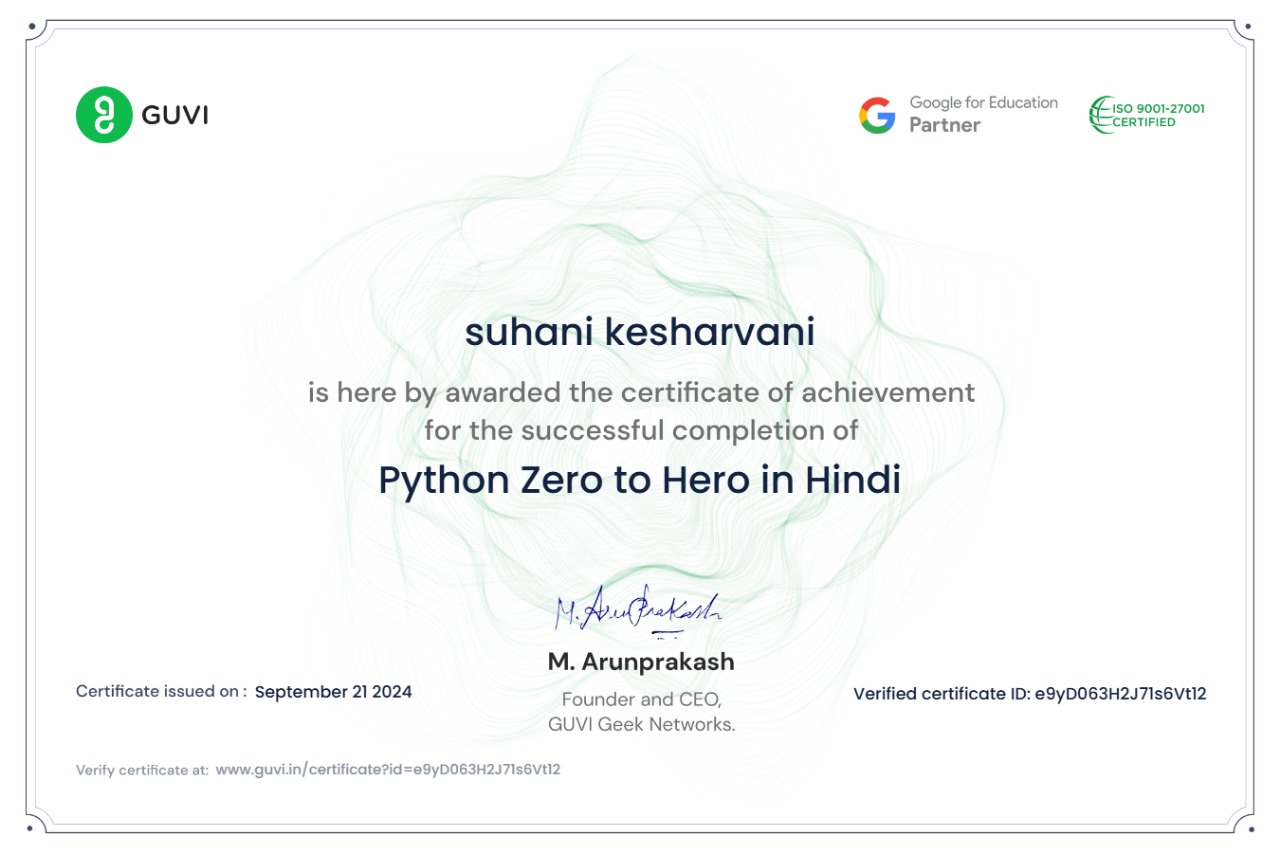 GUVI
Google for Education
Partner
ISO 9001-27001
CERTIFIED
suhani kesharvani
is here by awarded the certificate of achievement
for the successful completion of
Python Zero to Hero in Hindi
M. ArunPrakash
M. Arunprakash
Founder and CEO,
GUVI Geek Networks.
Certificate issued on : September 21 2024
Verified certificate ID: e9yD063H2J71s6Vt12
Verify certificate at: www.guvi.in/certificate?id=e9yD063H2J71s6Vt12